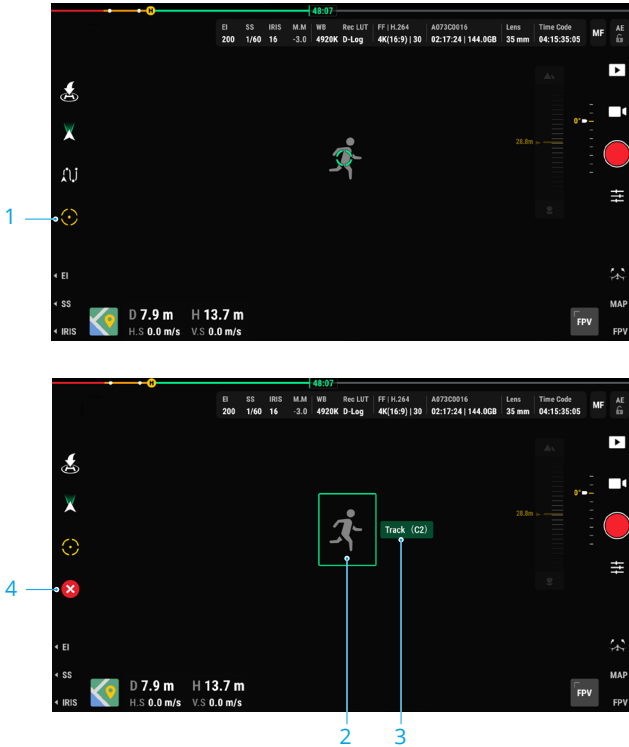 H 48:07
EI SS IRIS M.M WB Rec LUT FF | H.264 A073C0016 Lens Time Code MF AE
200 1/60 16 -3.0 4920K D-Log 4K(16:9) | 30 02:17:24 | 144.0GB 35 mm 04:15:35:05
0°
28.8m
1
EI
SS
IRIS
D 7.9 m H 13.7 m
H.S 0.0 m/s V.S 0.0 m/s
FPV
MAP
FPV
H 48:07
EI SS IRIS M.M WB Rec LUT FF | H.264 A073C0016 Lens Time Code MF AE
200 1/60 16 -3.0 4920K D-Log 4K(16:9) | 30 02:17:24 | 144.0GB 35 mm 04:15:35:05
0°
28.8m
Track (C2)
4
EI
SS
IRIS
D 7.9 m H 13.7 m
H.S 0.0 m/s V.S 0.0 m/s
FPV
MAP
FPV
2 3